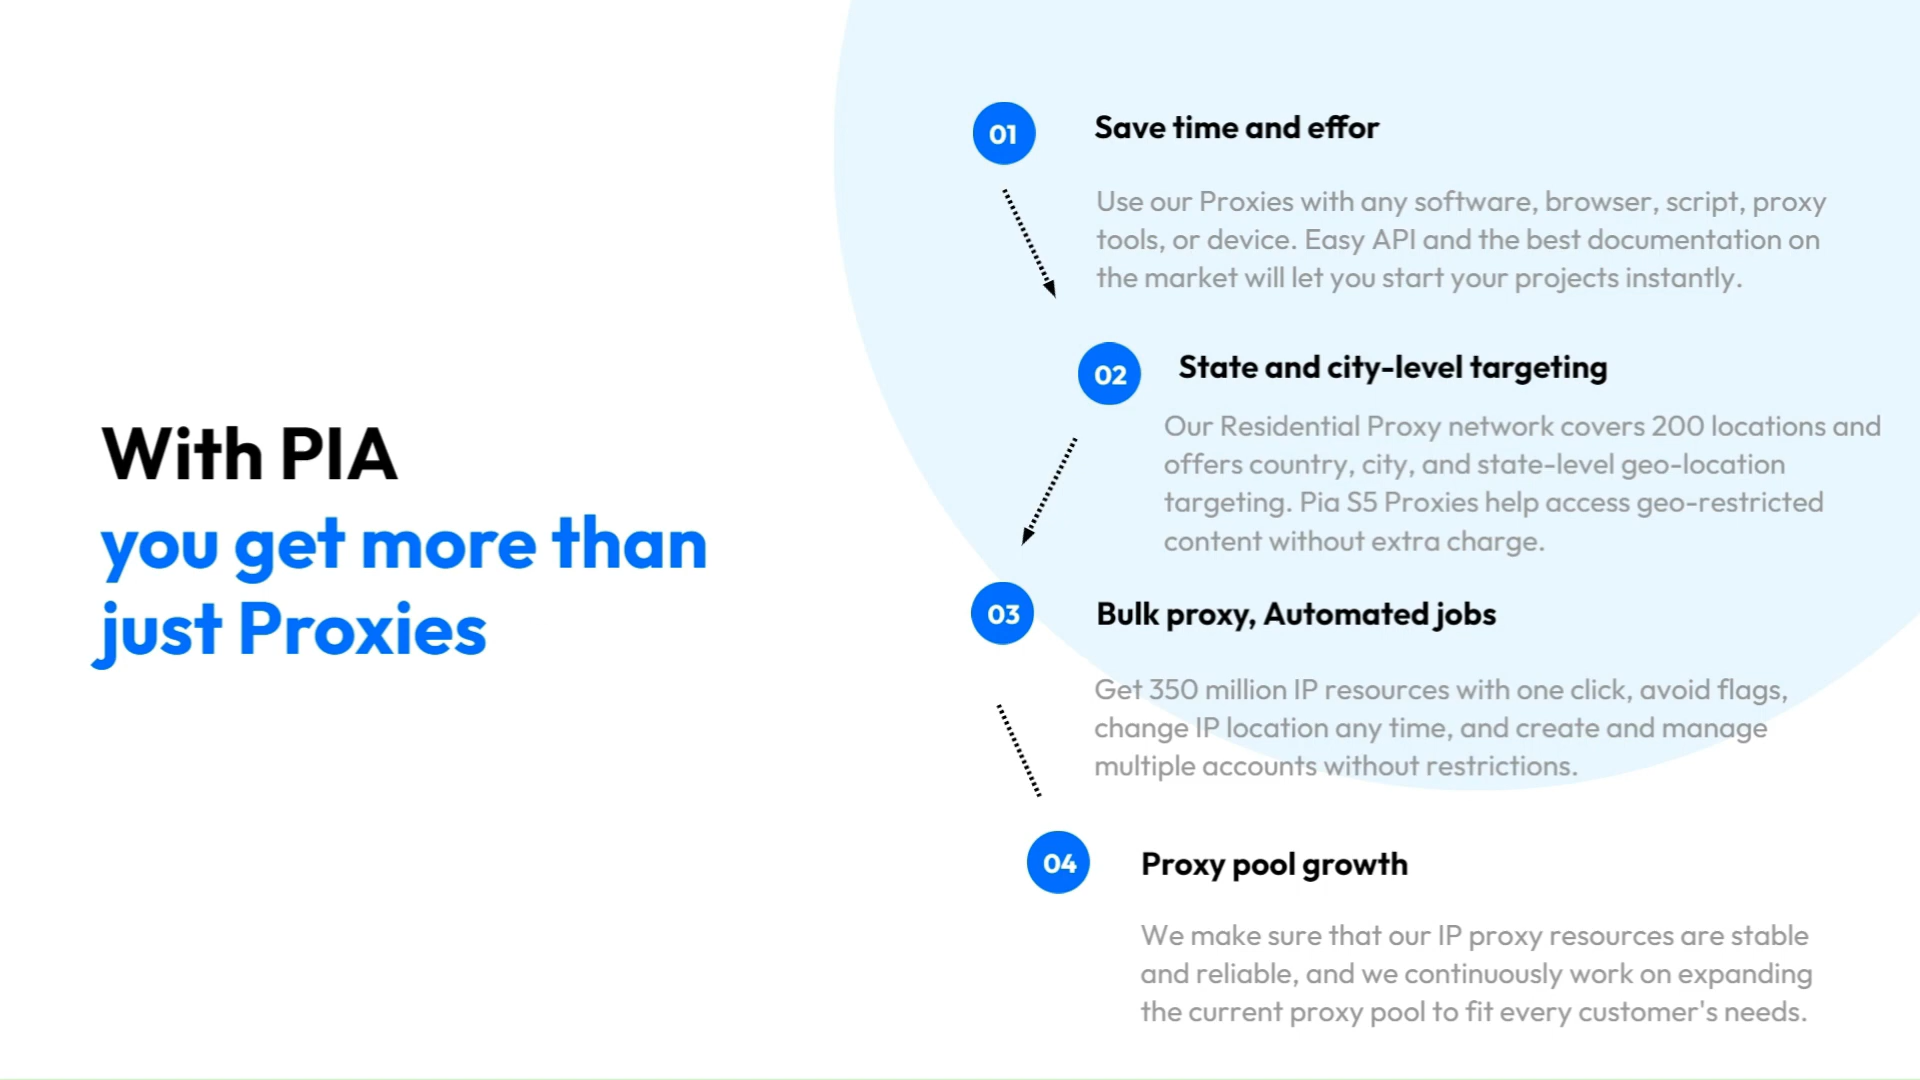 With PIA
you get more than
just Proxies
01
Save time and effor
Use our Proxies with any software, browser, script, proxy
tools, or device. Easy API and the best documentation on
the market will let you start your projects instantly.
02
State and city-level targeting
Our Residential Proxy network covers 200 locations and
offers country, city, and state-level geo-location
targeting. Pia S5 Proxies help access geo-restricted
content without extra charge.
03
Bulk proxy, Automated jobs
Get 350 million IP resources with one click, avoid flags,
change IP location any time, and create and manage
multiple accounts without restrictions.
04
Proxy pool growth
We make sure that our IP proxy resources are stable
and reliable, and we continuously work on expanding
the current proxy pool to fit every customer's needs.